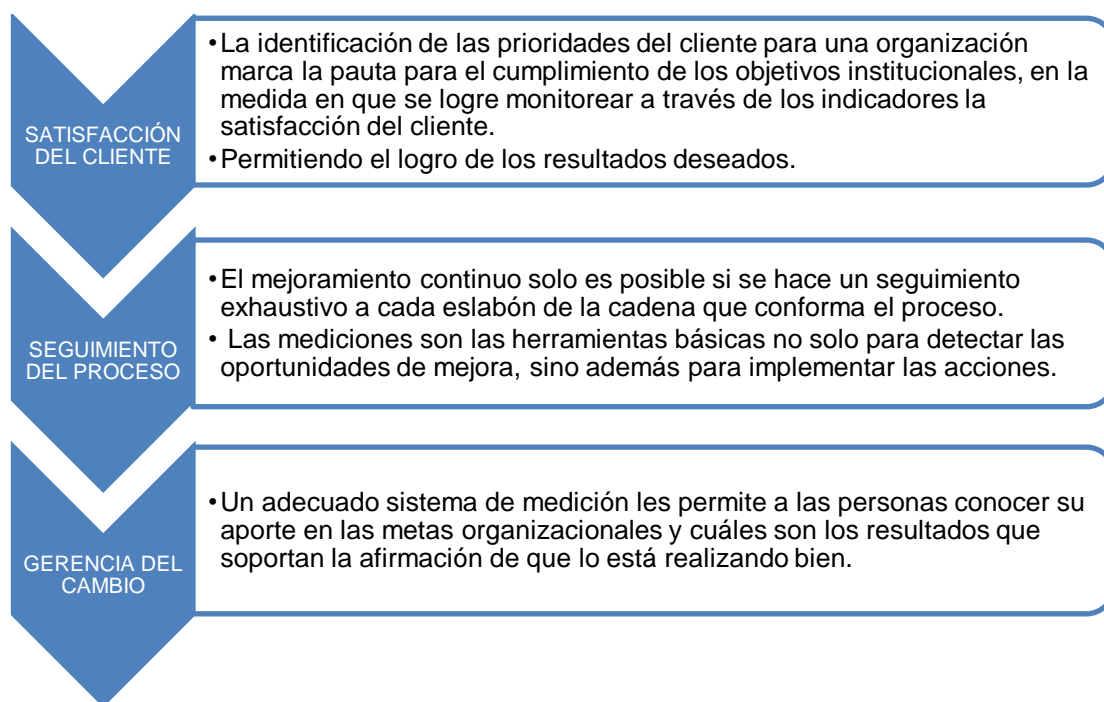 SATISFACCIÓN
DEL CLIENTE
•La identificación de las prioridades del cliente para una organización
marca la pauta para el cumplimiento de los objetivos institucionales, en la
medida en que se logre monitorear a través de los indicadores la
satisfacción del cliente.
•Permitiendo el logro de los resultados deseados.
SEGUIMIENTO
DEL PROCESO
•El mejoramiento continuo solo es posible si se hace un seguimiento
exhaustivo a cada eslabón de la cadena que conforma el proceso.
• Las mediciones son las herramientas básicas no solo para detectar las
oportunidades de mejora, sino además para implementar las acciones.
GERENCIA DEL
CAMBIO
•Un adecuado sistema de medición les permite a las personas conocer su
aporte en las metas organizacionales y cuáles son los resultados que
soportan la afirmación de que lo está realizando bien.